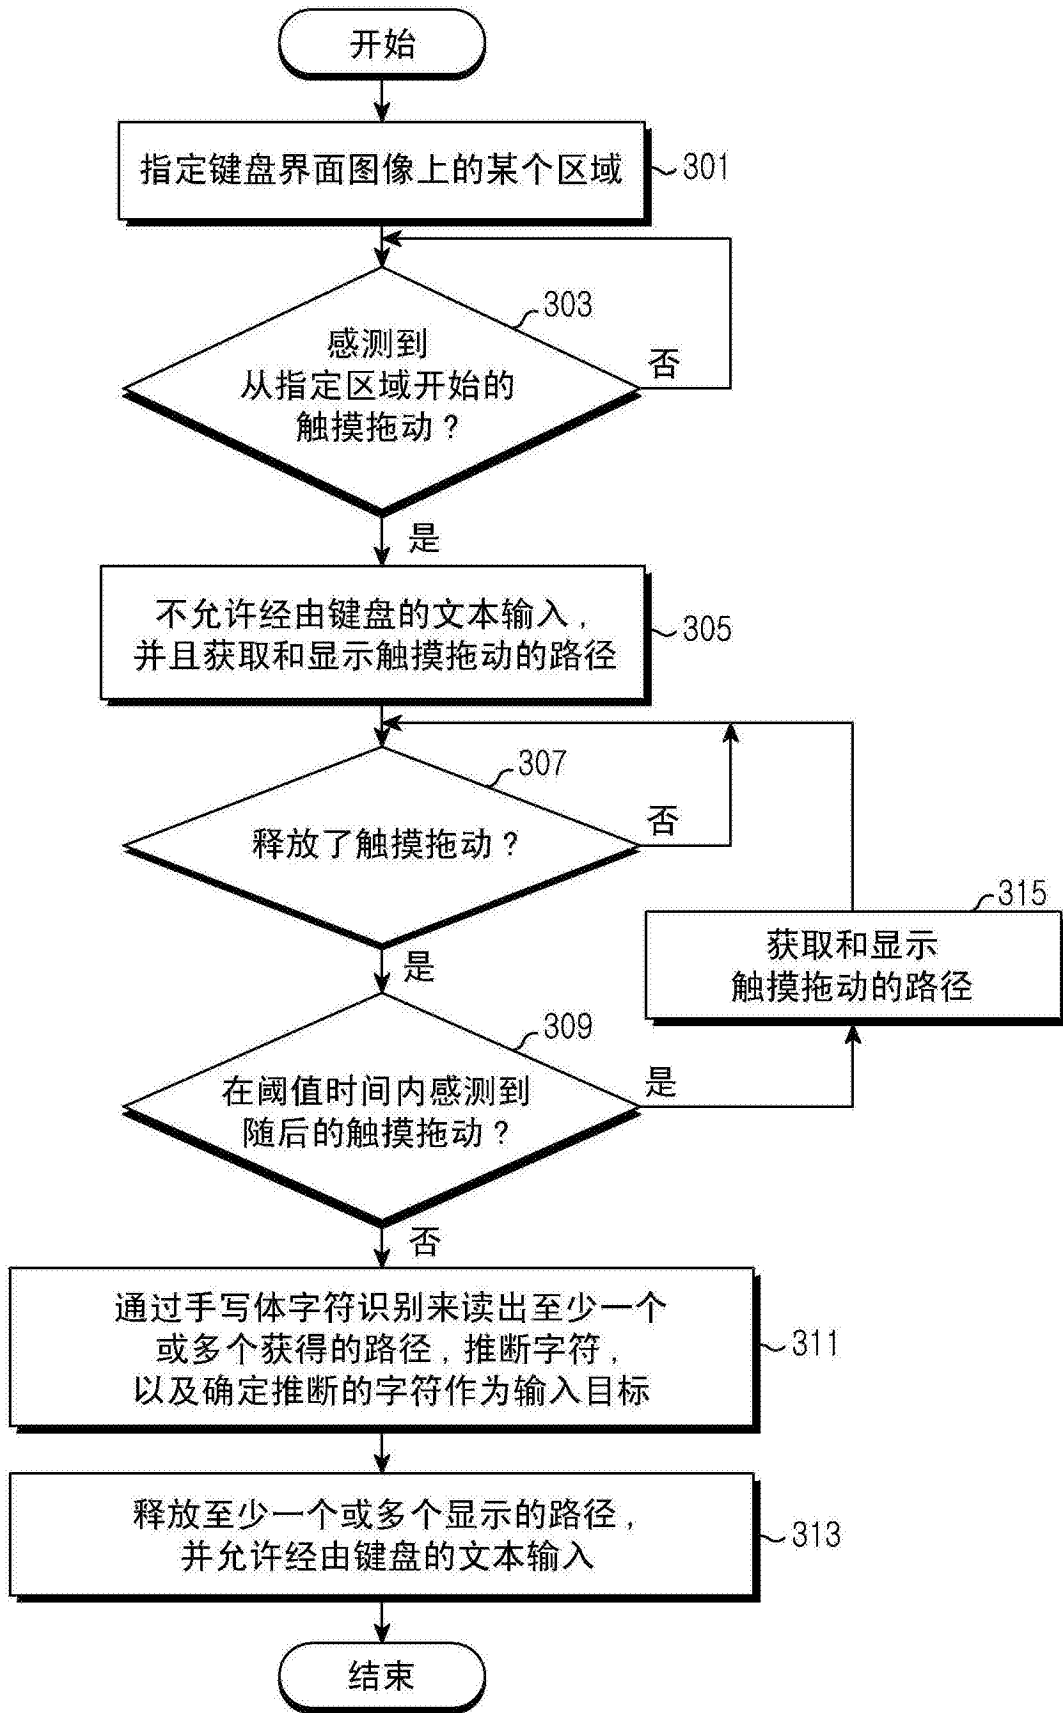 开始
指定键盘界面图像上的某个区域
301
303
感测到
从指定区域开始的
触摸拖动？
否
是
不允许经由键盘的文本输入，
并且获取和显示触摸拖动的路径
305
307
释放了触摸拖动？
否
是
315
获取和显示
触摸拖动的路径
309
在阈值时间内感测到
随后的触摸拖动？
是
否
通过手写体字符识别来读出至少一个
或多个获得的路径，推断字符，
以及确定推断的字符作为输入目标
311
释放至少一个或多个显示的路径，
并允许经由键盘的文本输入
313
结束